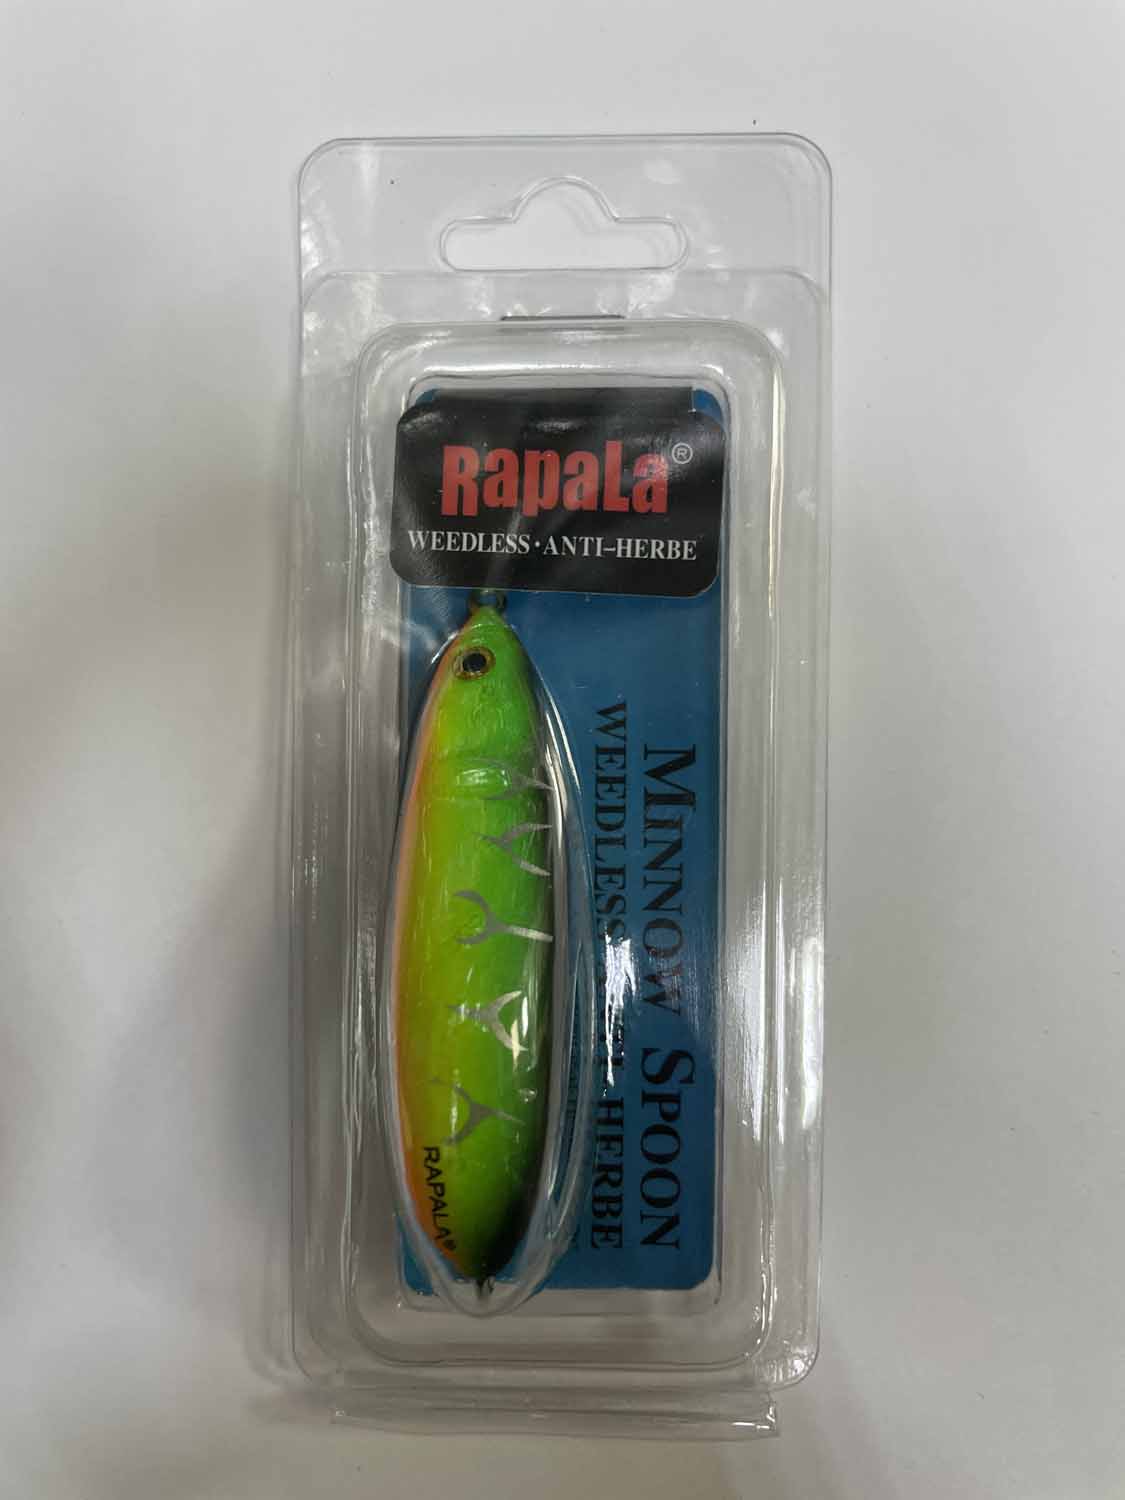 RapaLa®
WEEDLESS·ANTI-HERBE
MINNOW SPOON
WEEDLESS HERBE
RAPALA®